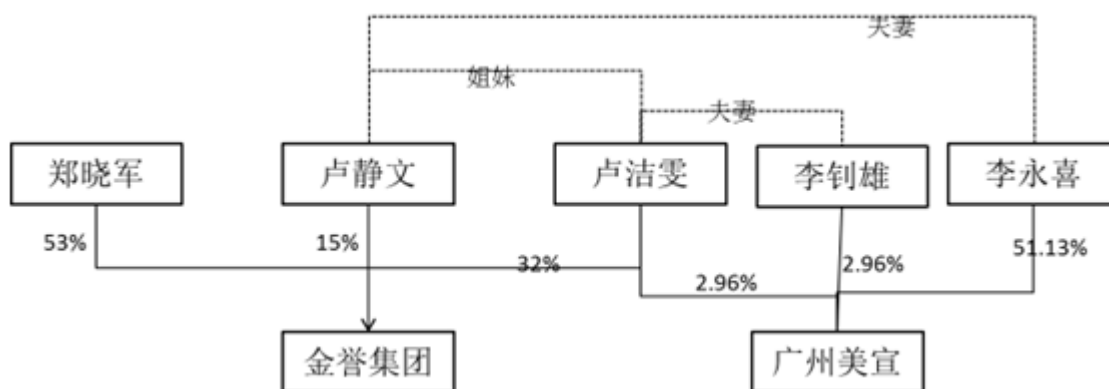 夫妻
姐妹
夫妻
郑晓军
卢静文
卢洁雯
李钊雄
李永喜
53%
15%
32%
2.96%
2.96%
51.13%
金誉集团
广州美宣